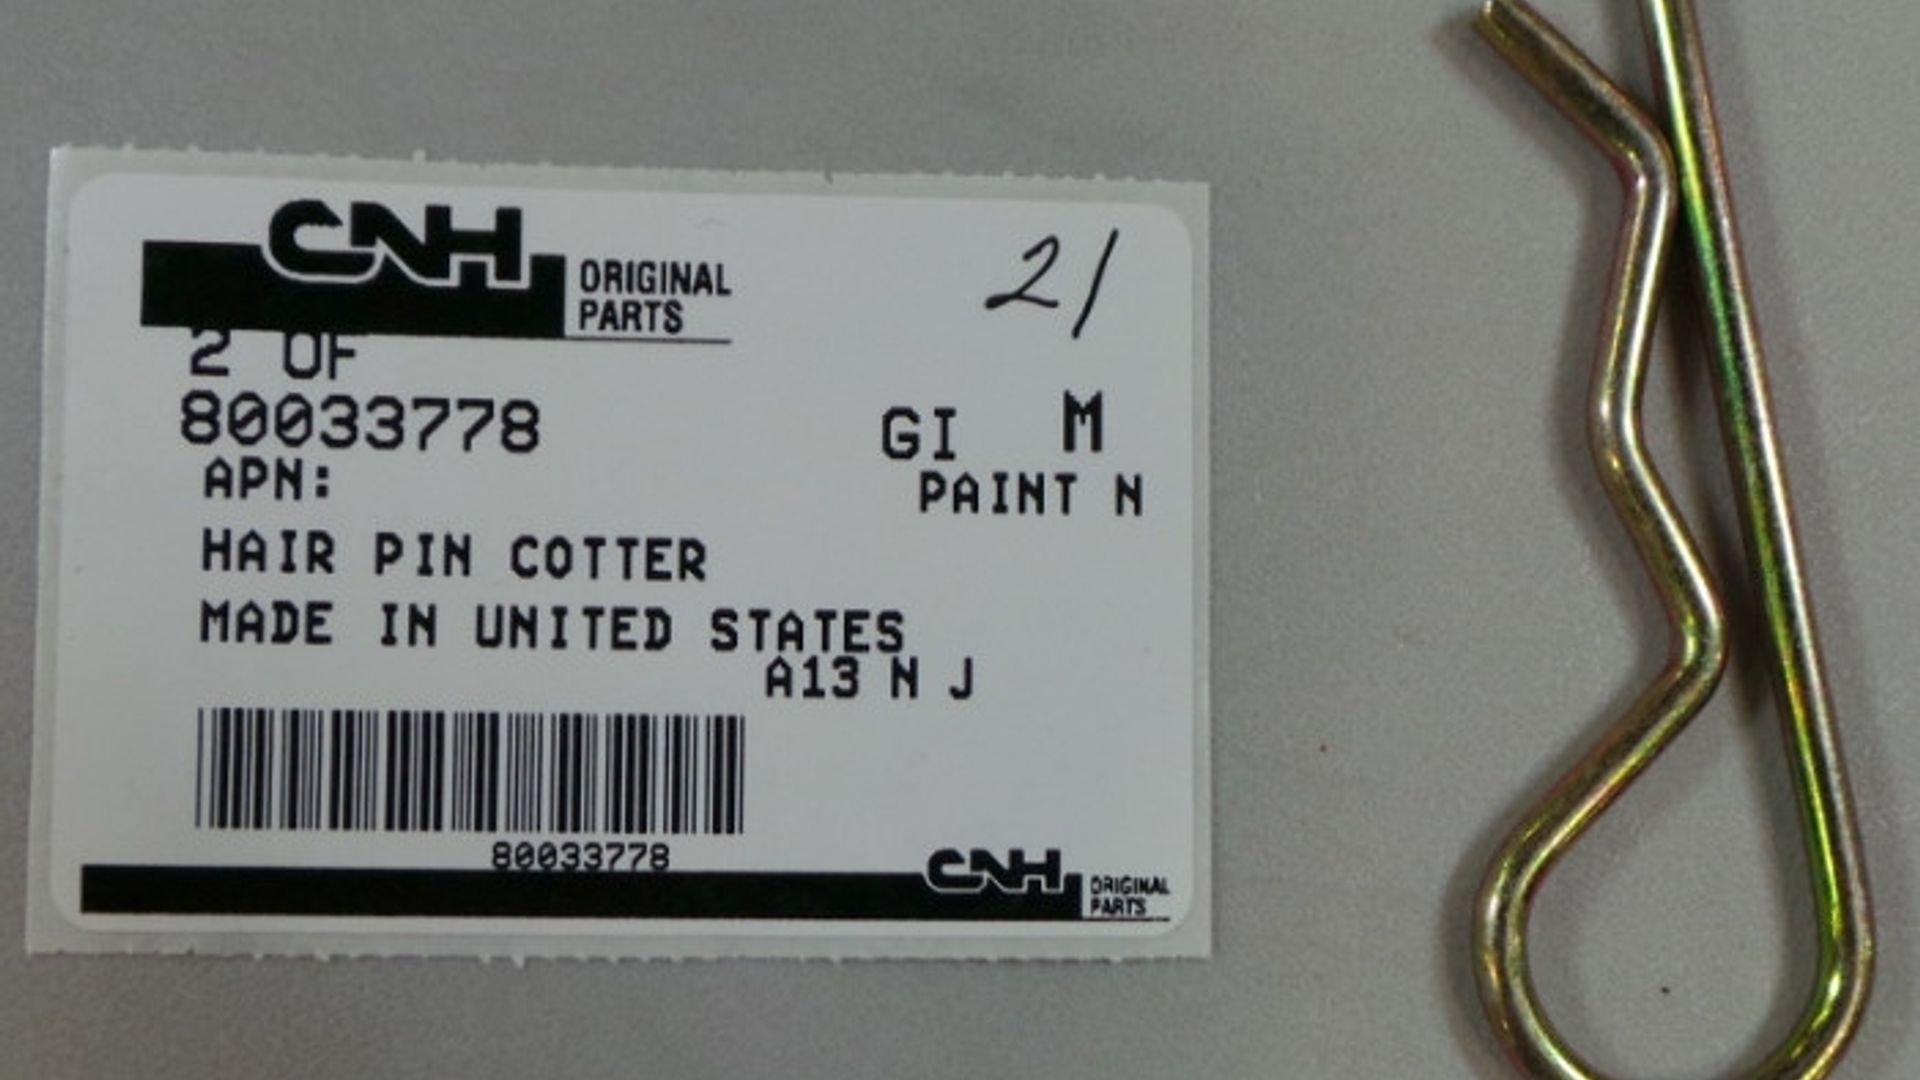 CNH ORIGINAL
PARTS
21
2 OF
80033778
GI M
APN:
PAINT N
HAIR PIN COTTER
MADE IN UNITED STATES
A13 N J
80033778
CNH ORIGINAL
PARTS